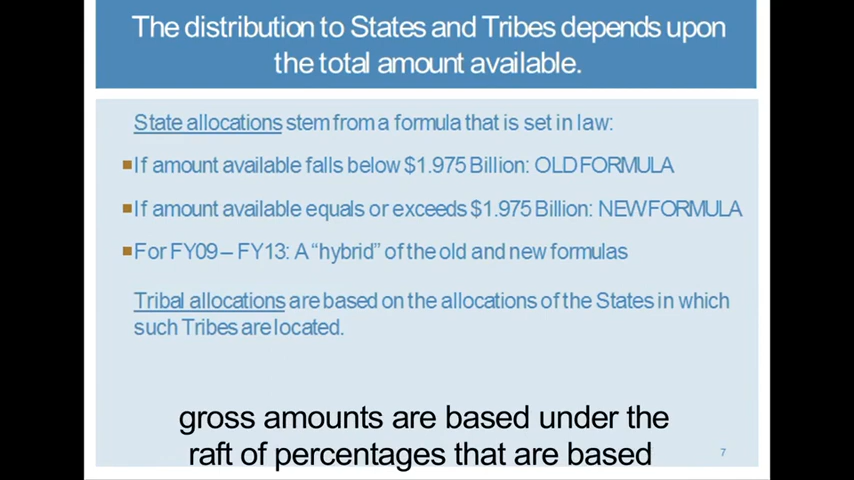 The distribution to States and Tribes depends upon
the total amount available.
State allocations stem from a formula that is set in law:
If amount available falls below $1.975 Billion: OLD FORMULA
If amount available equals or exceeds $1.975 Billion: NEW FORMULA
For FY09 – FY13: A “hybrid” of the old and new formulas
Tribal allocations are based on the allocations of the States in which
such Tribes are located.
gross amounts are based under the
raft of percentages that are based
7